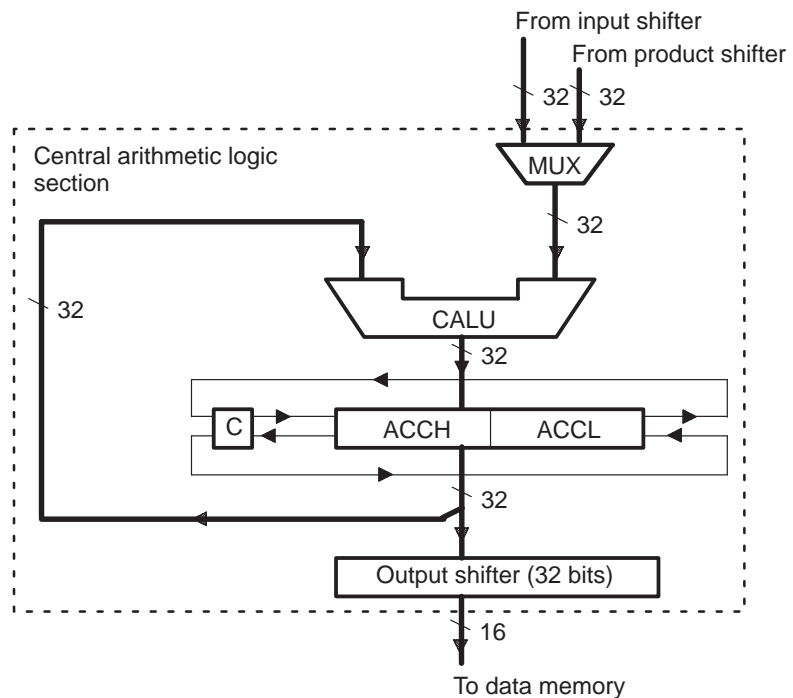 From input shifter
From product shifter
32
32
Central arithmetic logic
section
MUX
32
32
CALU
32
C
ACCH
ACCL
32
Output shifter (32 bits)
16
To data memory